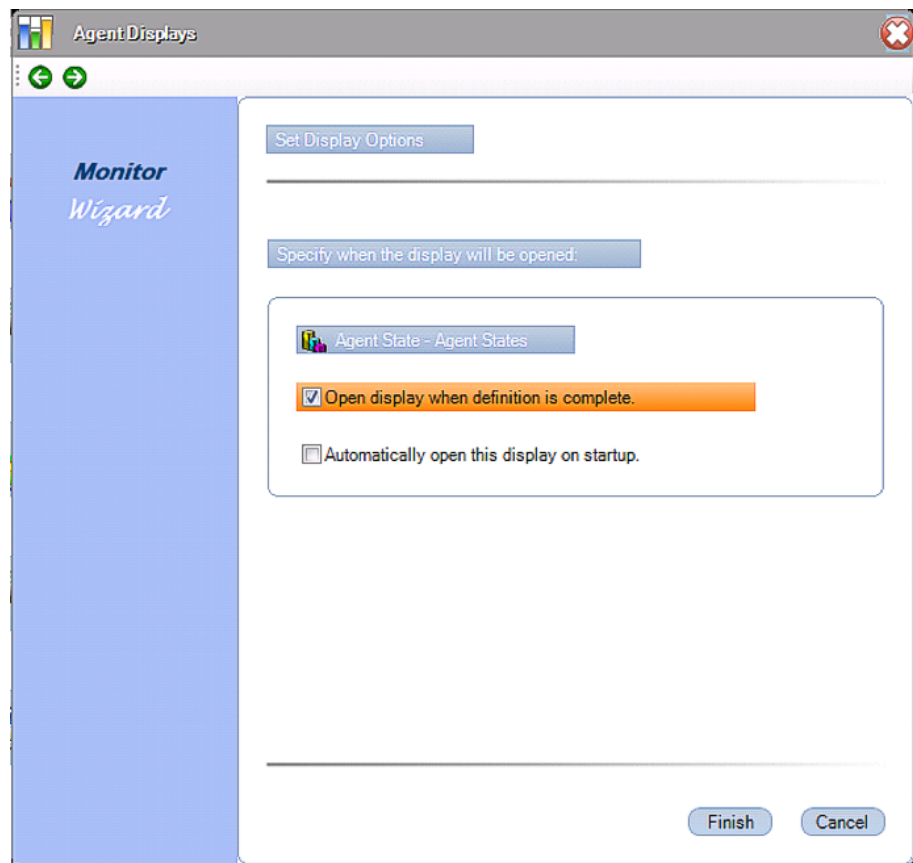 Agent Displays
Monitor
Wizard
Set Display Options
Specify when the display will be opened:
Agent State - Agent States
Open display when definition is complete.
Automatically open this display on startup.
Finish
Cancel